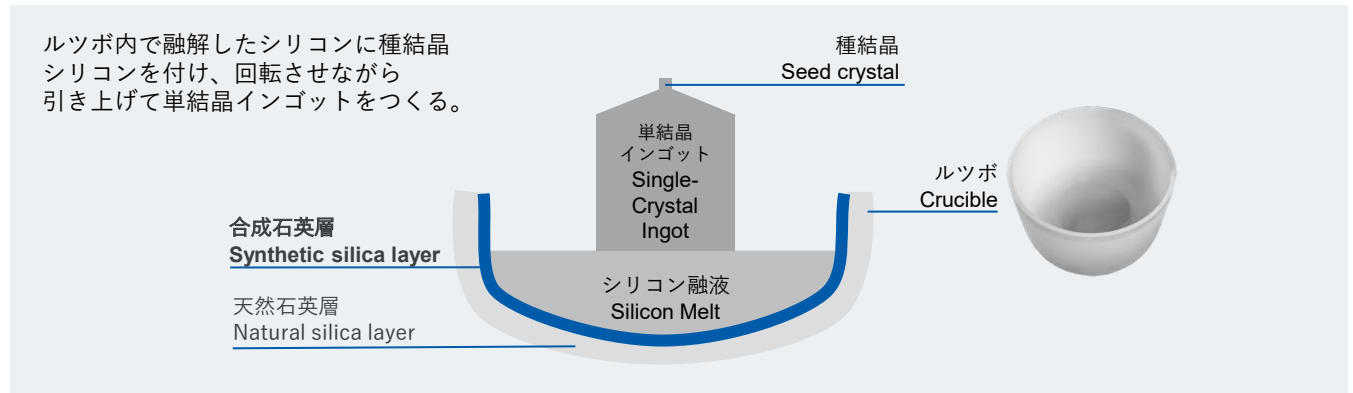 ルツボ内で融解したシリコンに種結晶
シリコンを付け、回転させながら
引き上げて単結晶インゴットをつくる。
種結晶
Seed crystal
単結晶
インゴット
Single-
Crystal
Ingot
ルツボ
Crucible
合成石英層
Synthetic silica layer
シリコン融液
Silicon Melt
天然石英層
Natural silica layer